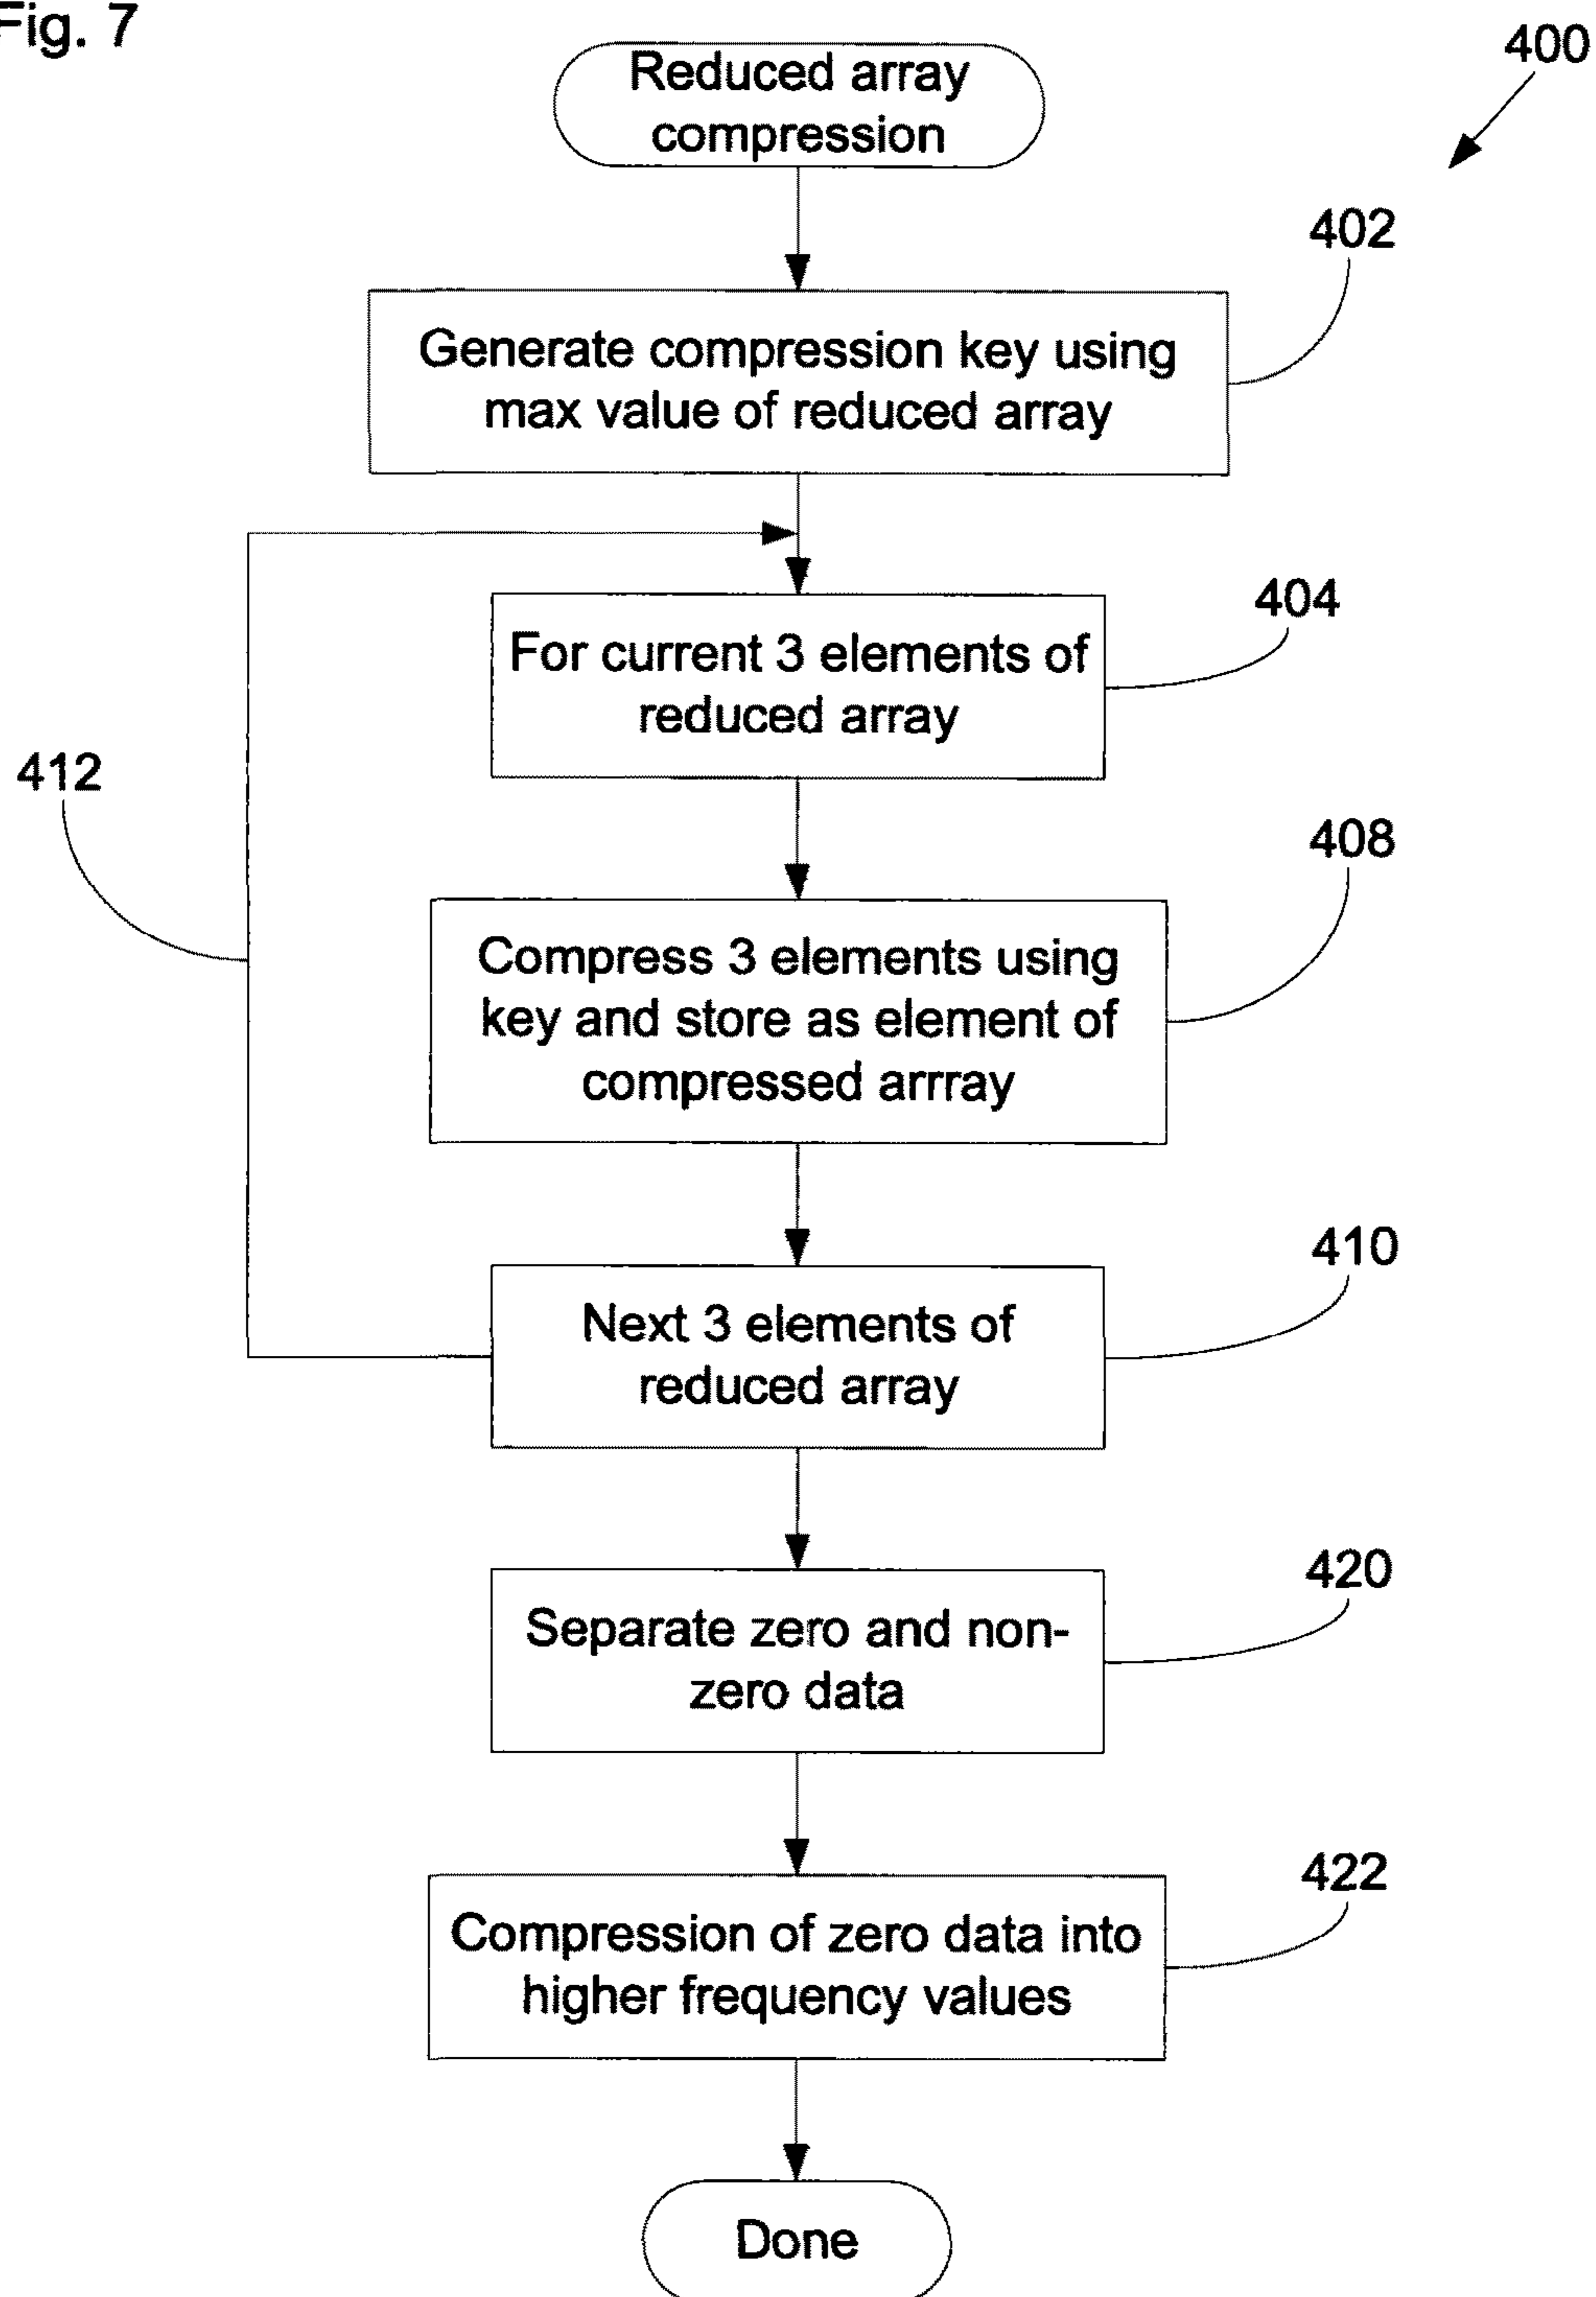 Fig. 7
400
Reduced array
compression
402
Generate compression key using
max value of reduced array
404
For current 3 elements of
reduced array
412
408
Compress 3 elements using
key and store as element of
compressed arrray
410
Next 3 elements of
reduced array
420
Separate zero and non-
zero data
422
Compression of zero data into
higher frequency values
Done